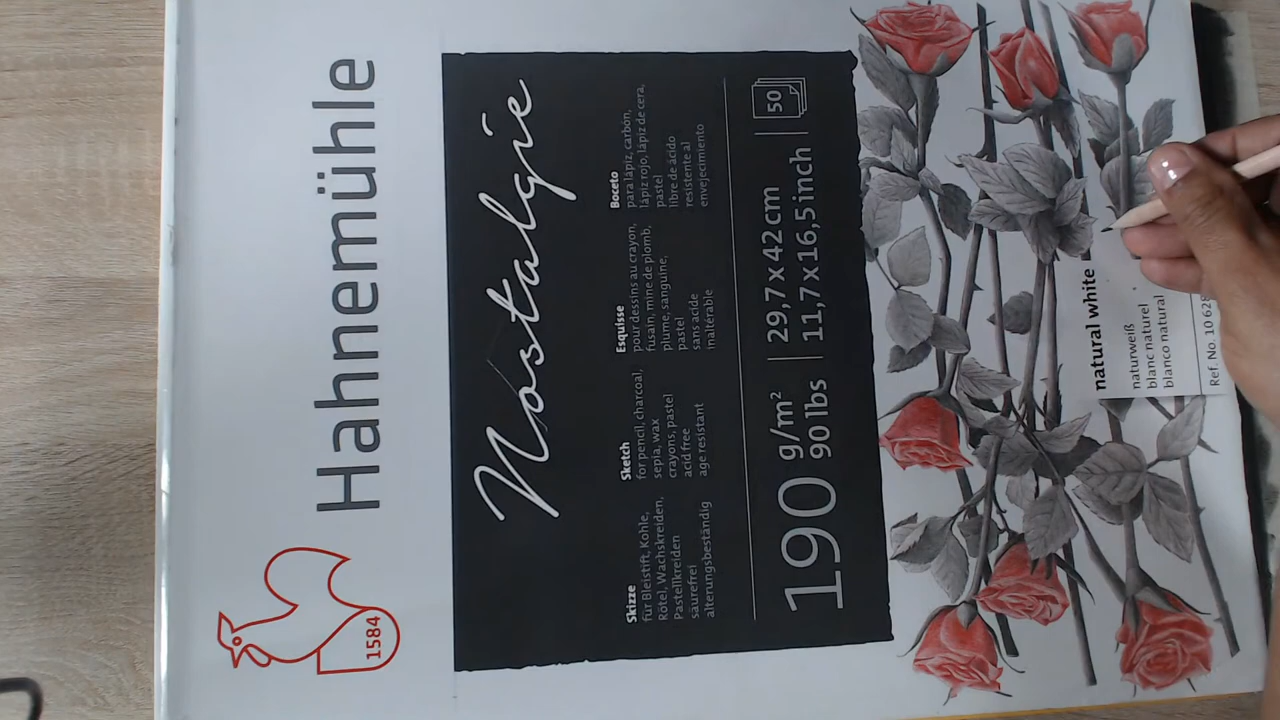 Hahnemühle
1584
Nostalgie
Skizze
für Bleistift, Kohle,
Rötel, Wachskreiden,
Pastellkreiden
säurefrei
alterungsbeständig
Sketch
for pencil, charcoal,
sepia, wax
crayons, pastel
acid free
age resistant
Esquisse
pour dessins au crayon,
fusain, mine de plomb,
plume, sanguine,
pastel
sans acide
inaltérable
Boceto
para lápiz, carbón,
lápiz rojo, lápiz de cera,
pastel
libre de ácido
resistente al
envejecimiento
190 g/m²
90 lbs
29,7 x 42 cm
11,7 x 16,5 inch
50
natural white
naturweiß
blanc naturel
blanco natural
Ref. No. 10 628